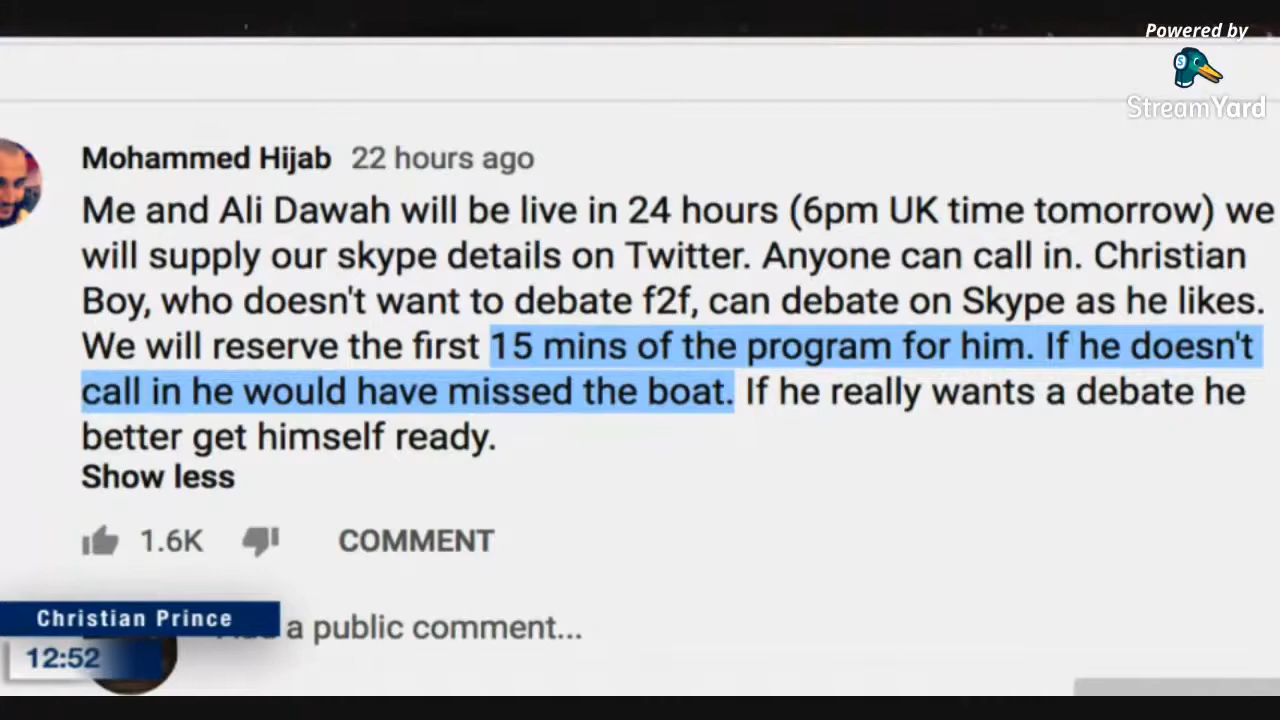 Powered by
StreamYard
Mohammed Hijab 22 hours ago
Me and Ali Dawah will be live in 24 hours (6pm UK time tomorrow) we
will supply our skype details on Twitter. Anyone can call in. Christian
Boy, who doesn't want to debate f2f, can debate on Skype as he likes.
We will reserve the first 15 mins of the program for him. If he doesn't
call in he would have missed the boat. If he really wants a debate he
better get himself ready.
Show less
1.6K COMMENT
Christian Prince
a public comment...
12:52